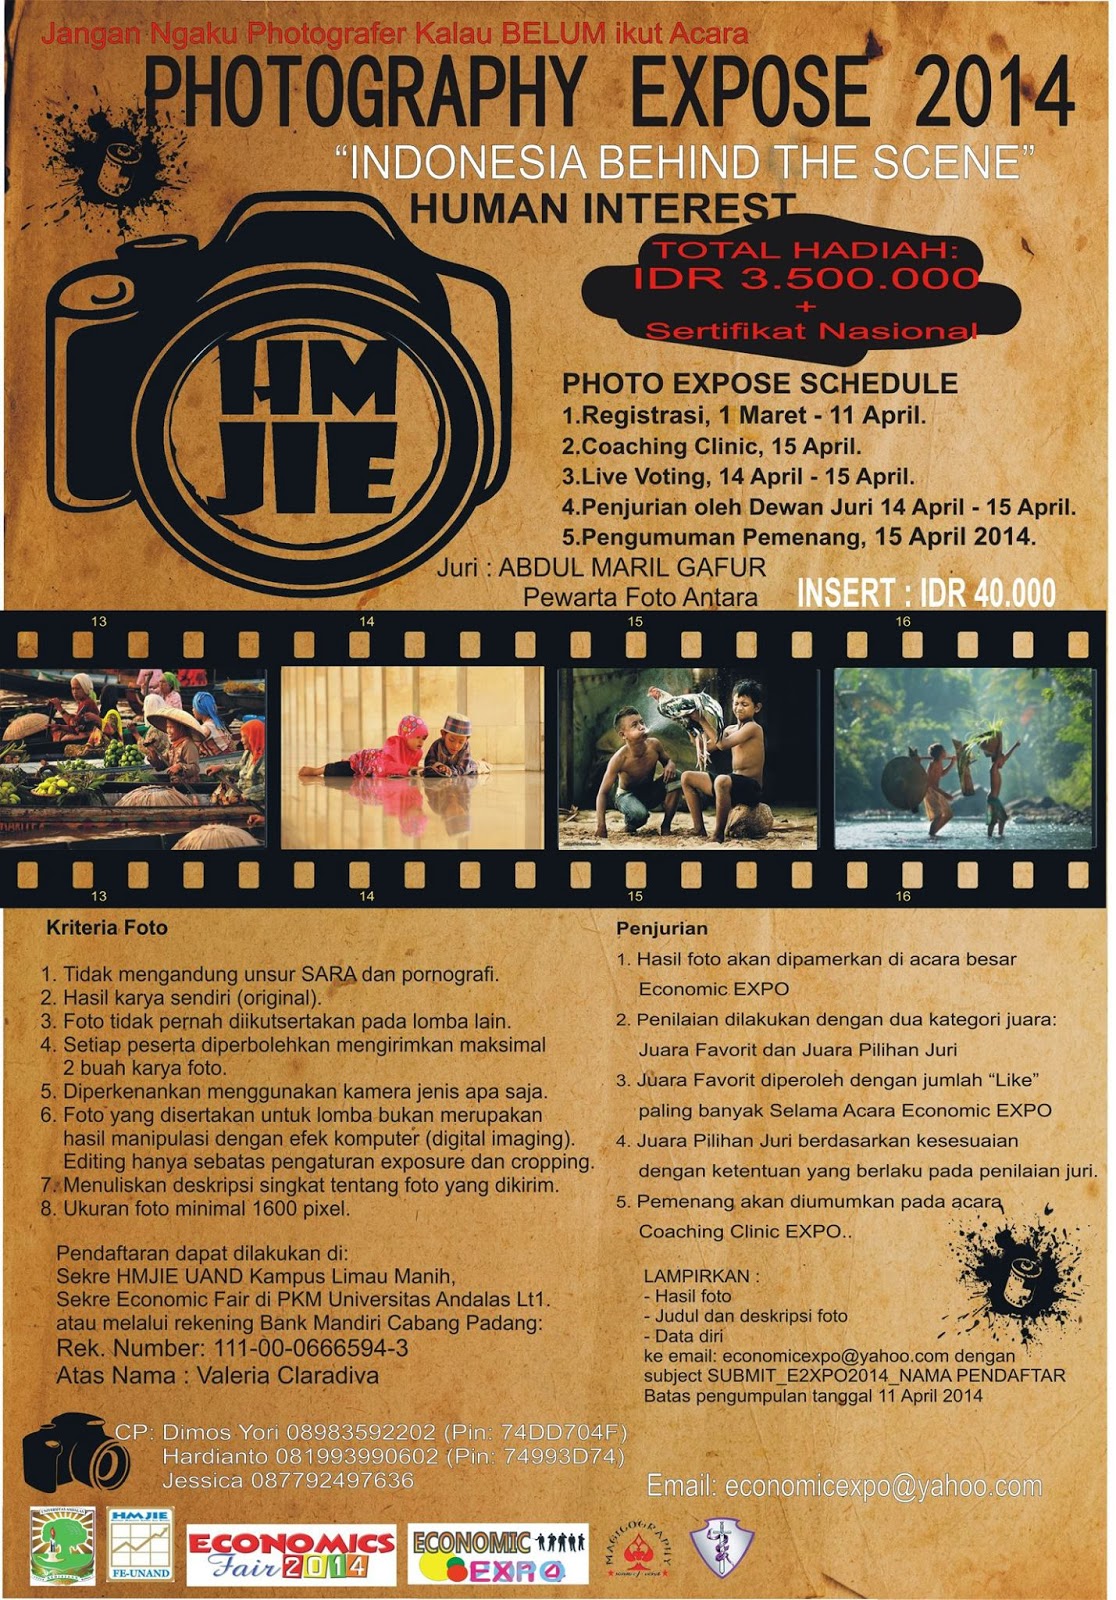 Jangan Ngaku Photografer Kalau BELUM ikut Acara
PHOTOGRAPHY EXPOSE 2014
“INDONESIA BEHIND THE SCENE”
HUMAN INTEREST
TOTAL HADIAH:
IDR 3.500.000
+
Sertifikat Nasional
HM
JIE
PHOTO EXPOSE SCHEDULE
1.Registrasi, 1 Maret - 11 April.
2.Coaching Clinic, 15 April.
3.Live Voting, 14 April - 15 April.
4.Penjurian oleh Dewan Juri 14 April - 15 April.
5.Pengumuman Pemenang, 15 April 2014.
Juri : ABDUL MARIL GAFUR
Pewarta Foto Antara
INSERT : IDR 40.000
13 14 15 16
13 14 15 16
Kriteria Foto
1. Tidak mengandung unsur SARA dan pornografi.
2. Hasil karya sendiri (original).
3. Foto tidak pernah diikutsertakan pada lomba lain.
4. Setiap peserta diperbolehkan mengirimkan maksimal
2 buah karya foto.
5. Diperkenankan menggunakan kamera jenis apa saja.
6. Foto yang disertakan untuk lomba bukan merupakan
hasil manipulasi dengan efek komputer (digital imaging).
Editing hanya sebatas pengaturan exposure dan cropping.
7. Menuliskan deskripsi singkat tentang foto yang dikirim.
8. Ukuran foto minimal 1600 pixel.
Pendaftaran dapat dilakukan di:
Sekre HMJIE UAND Kampus Limau Manih,
Sekre Economic Fair di PKM Universitas Andalas Lt1.
atau melalui rekening Bank Mandiri Cabang Padang:
Rek. Number: 111-00-0666594-3
Atas Nama : Valeria Claradiva
Penjurian
1. Hasil foto akan dipamerkan di acara besar
Economic EXPO
2. Penilaian dilakukan dengan dua kategori juara:
Juara Favorit dan Juara Pilihan Juri
3. Juara Favorit diperoleh dengan jumlah “Like”
paling banyak Selama Acara Economic EXPO
4. Juara Pilihan Juri berdasarkan kesesuaian
dengan ketentuan yang berlaku pada penilaian juri.
5. Pemenang akan diumumkan pada acara
Coaching Clinic EXPO..
LAMPIRKAN :
- Hasil foto
- Judul dan deskripsi foto
- Data diri
ke email: economicexpo@yahoo.com dengan
subject SUBMIT_E2XPO2014_NAMA PENDAFTAR
Batas pengumpulan tanggal 11 April 2014
CP: Dimos Yori 08983592202 (Pin: 74DD704F)
Hardianto 081993990602 (Pin: 74993D74)
Jessica 087792497636
Email: economicexpo@yahoo.com
UNIVERSITAS ANDALAS
HMJIE
FE-UNAND
ECONOMICS
Fair 2014
ECONOMIC
EXPO
MAGICOGRAPHY